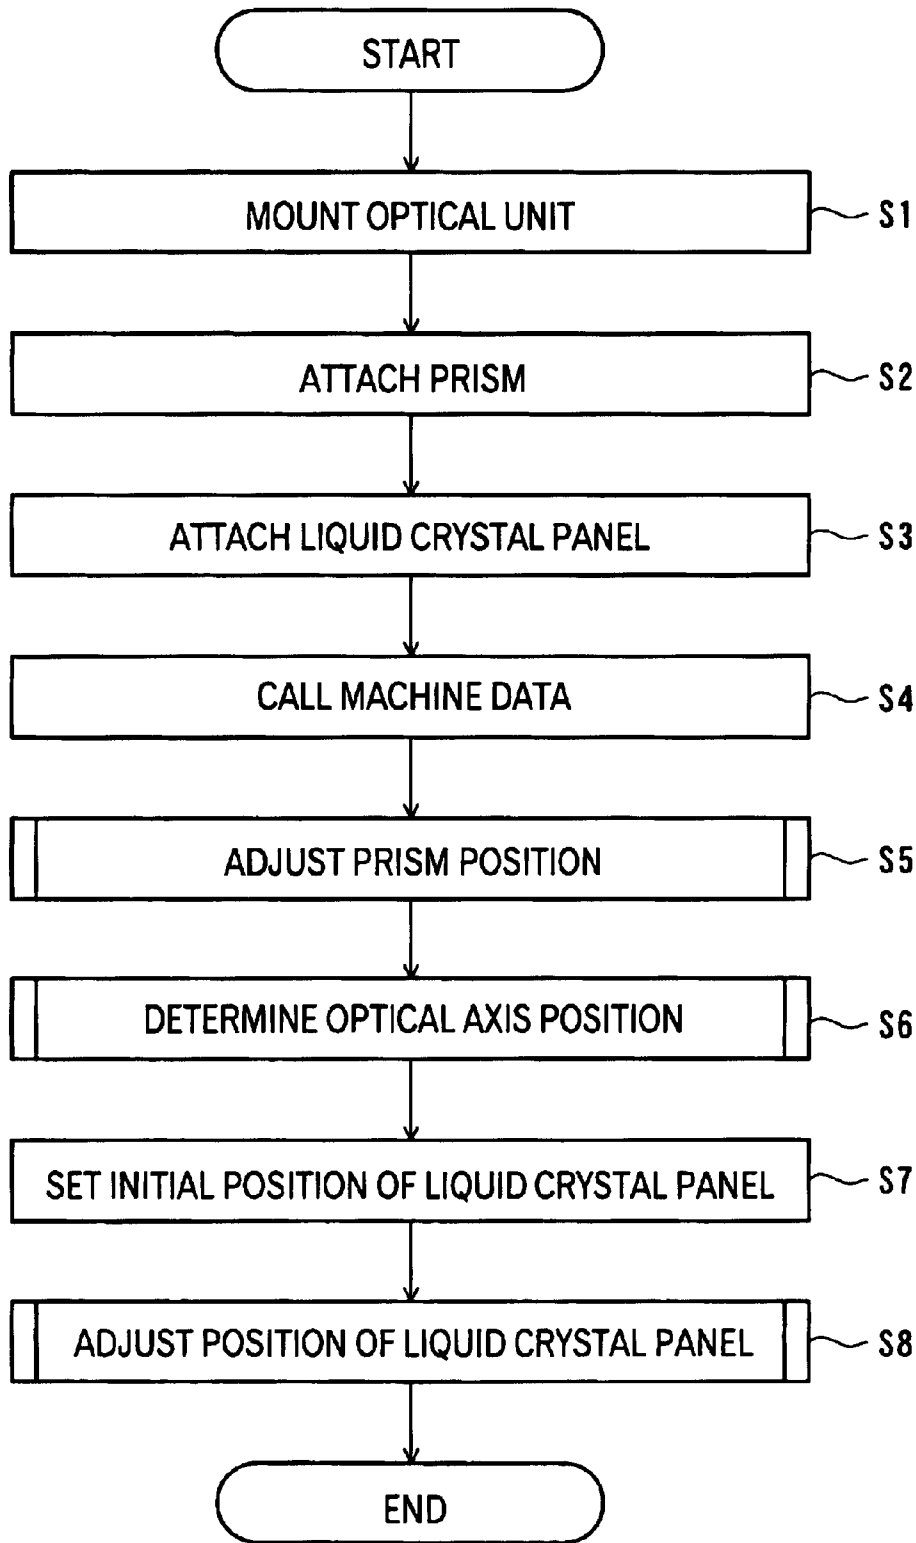 START
MOUNT OPTICAL UNIT S1
ATTACH PRISM S2
ATTACH LIQUID CRYSTAL PANEL S3
CALL MACHINE DATA S4
ADJUST PRISM POSITION S5
DETERMINE OPTICAL AXIS POSITION S6
SET INITIAL POSITION OF LIQUID CRYSTAL PANEL S7
ADJUST POSITION OF LIQUID CRYSTAL PANEL S8
END